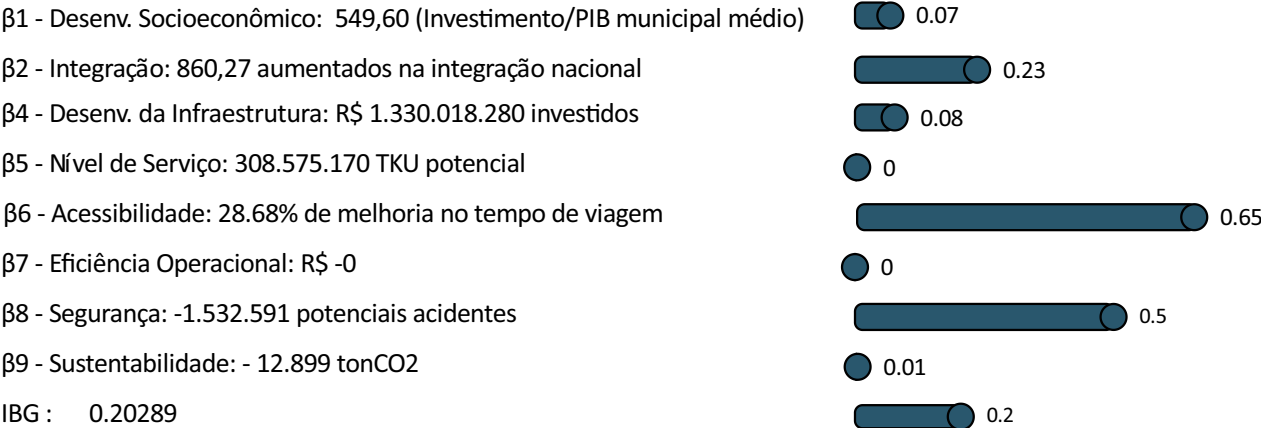 β1 - Desenv. Socioeconômico: 549,60 (Investimento/PIB municipal médio) 0.07
β2 - Integração: 860,27 aumentados na integração nacional 0.23
β4 - Desenv. da Infraestrutura: R$ 1.330.018.280 investidos 0.08
β5 - Nível de Serviço: 308.575.170 TKU potencial 0
β6 - Acessibilidade: 28.68% de melhoria no tempo de viagem 0.65
β7 - Eficiência Operacional: R$ -0 0
β8 - Segurança: -1.532.591 potenciais acidentes 0.5
β9 - Sustentabilidade: - 12.899 tonCO2 0.01
IBG : 0.20289 0.2